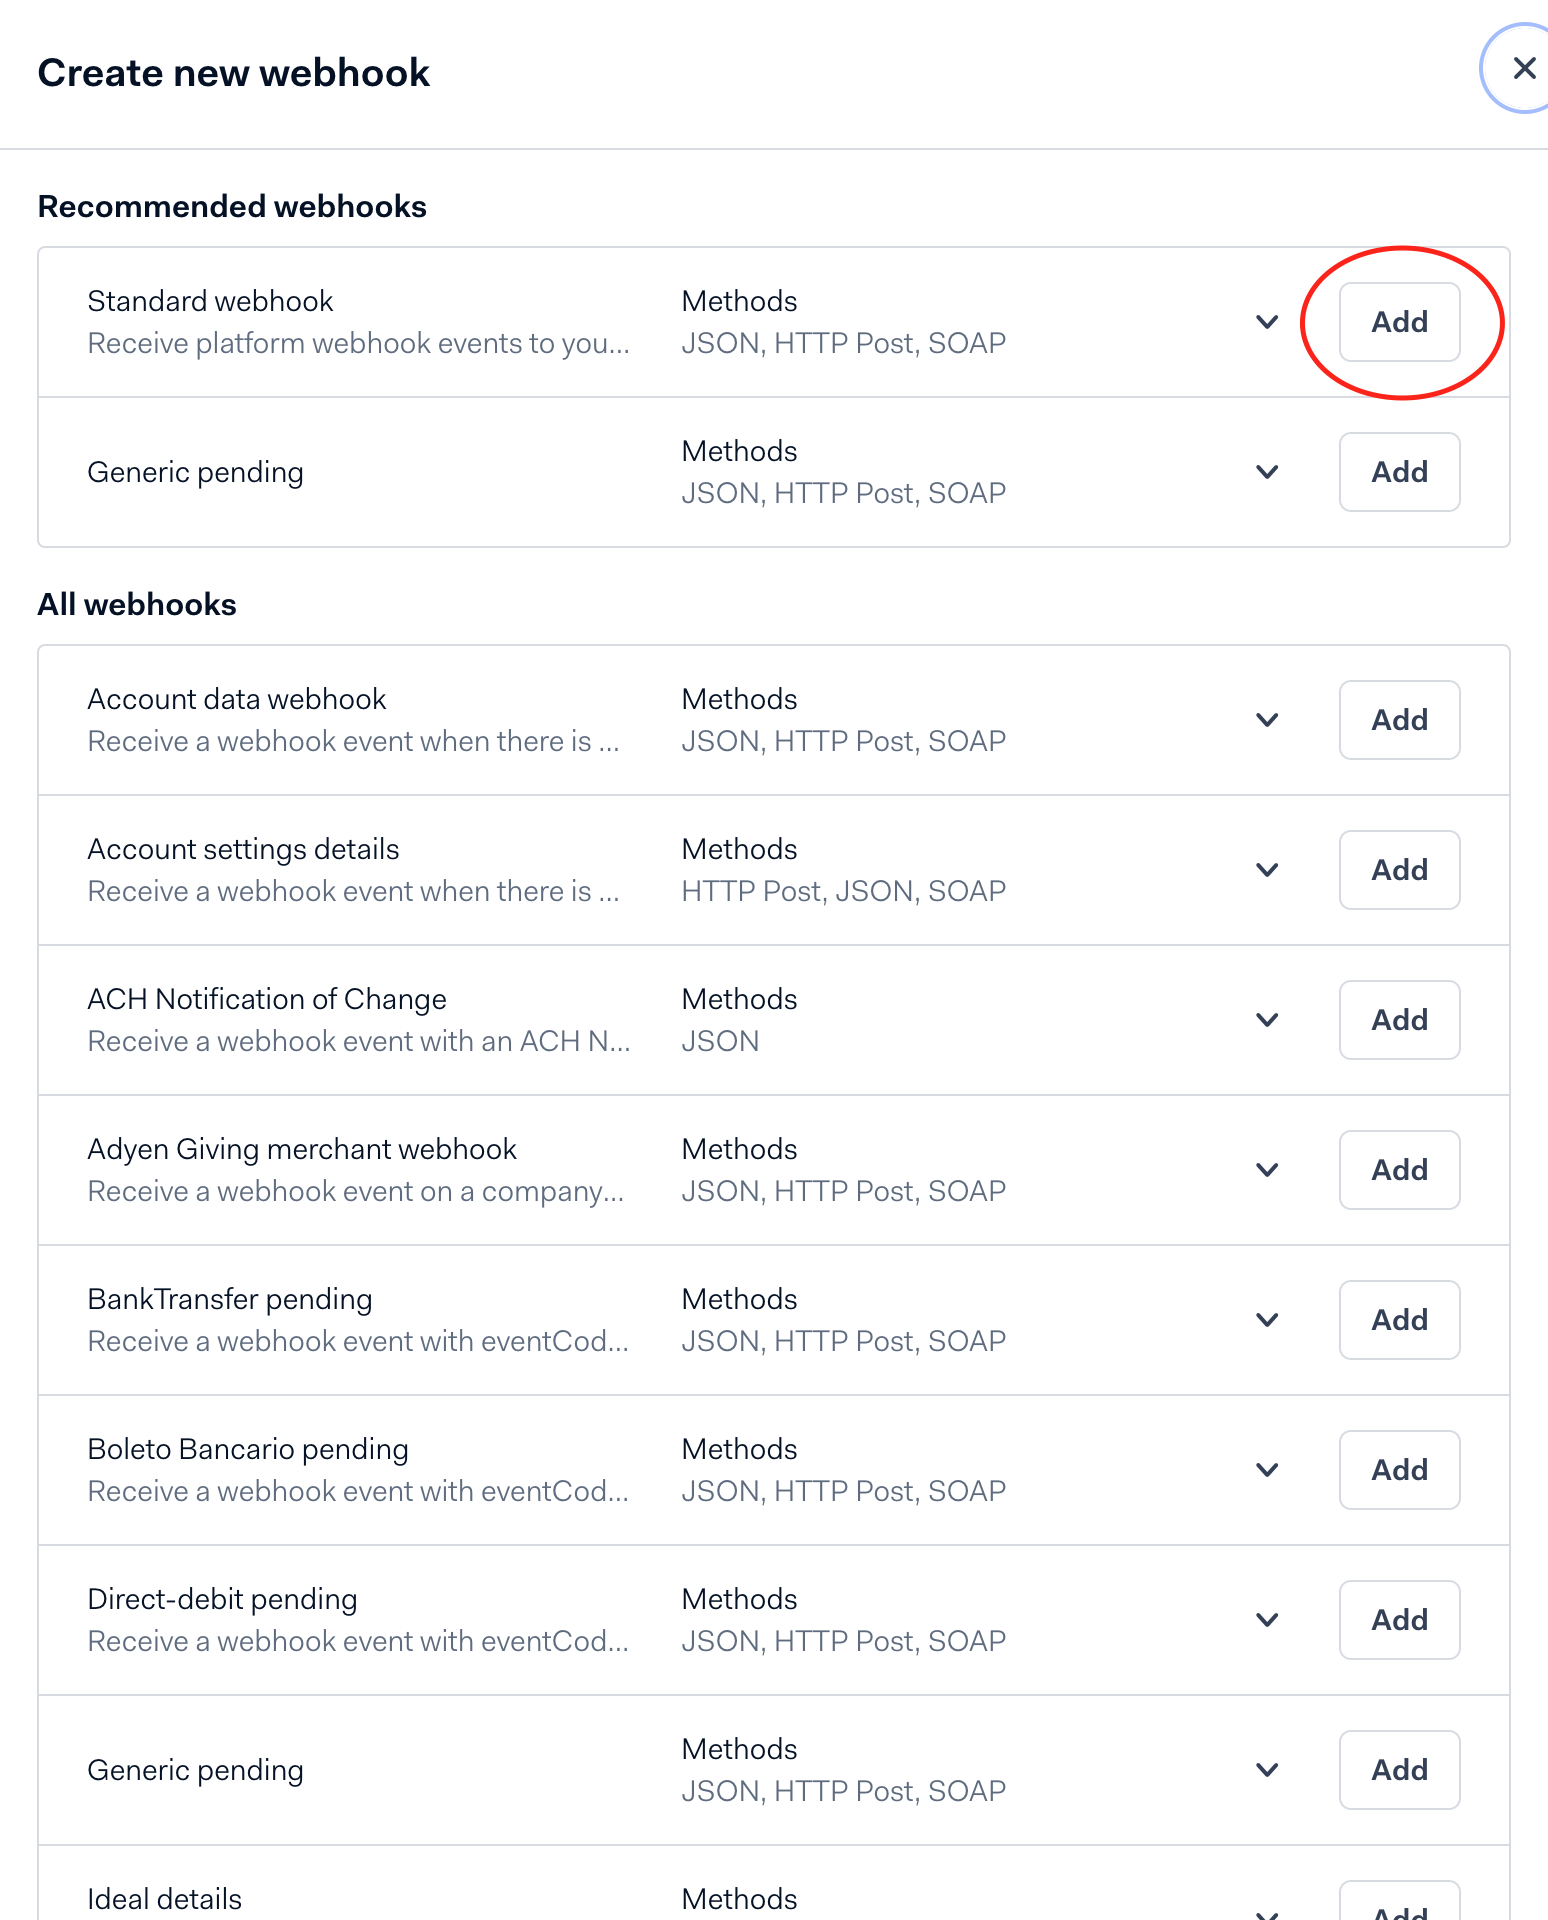 Create new webhook
Recommended webhooks
Standard webhook
Receive platform webhook events to you...
Methods
JSON, HTTP Post, SOAP
Add
Generic pending
Methods
JSON, HTTP Post, SOAP
Add
All webhooks
Account data webhook
Receive a webhook event when there is ...
Methods
JSON, HTTP Post, SOAP
Add
Account settings details
Receive a webhook event when there is ...
Methods
HTTP Post, JSON, SOAP
Add
ACH Notification of Change
Receive a webhook event with an ACH N...
Methods
JSON
Add
Adyen Giving merchant webhook
Receive a webhook event on a company...
Methods
JSON, HTTP Post, SOAP
Add
BankTransfer pending
Receive a webhook event with eventCod...
Methods
JSON, HTTP Post, SOAP
Add
Boleto Bancario pending
Receive a webhook event with eventCod...
Methods
JSON, HTTP Post, SOAP
Add
Direct-debit pending
Receive a webhook event with eventCod...
Methods
JSON, HTTP Post, SOAP
Add
Generic pending
Methods
JSON, HTTP Post, SOAP
Add
Ideal details
Methods
Add